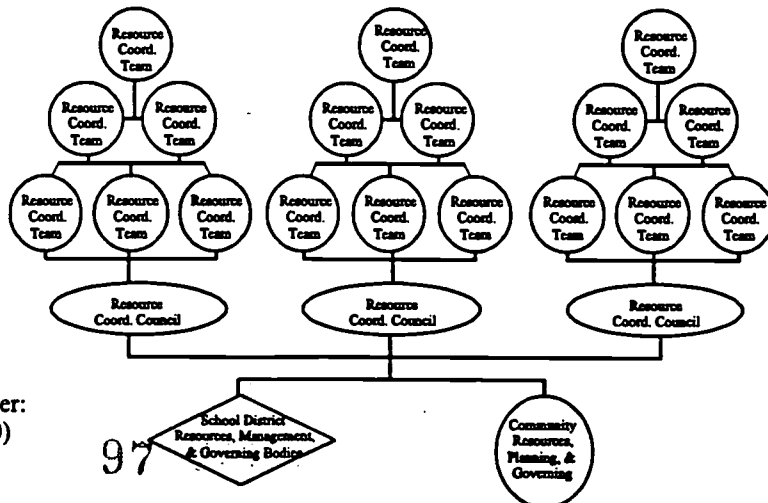 Resource
Coord.
Team
Resource
Coord.
Team
Resource
Coord.
Team
Resource
Coord.
Team
Resource
Coord.
Team
Resource
Coord.
Team
Resource
Coord.
Team
Resource
Coord.
Team
Resource
Coord.
Team
Resource
Coord.
Team
Resource
Coord.
Team
Resource
Coord.
Team
Resource
Coord.
Team
Resource
Coord.
Team
Resource
Coord.
Team
Resource
Coord.
Team
Resource
Coord.
Team
Resource
Coord.
Team
Resource
Coord. Council
Resource
Coord. Council
Resource
Coord. Council
er:
)
97
School District
Resources, Management,
& Governing Bodies
Community
Resources,
Planning, &
Governing